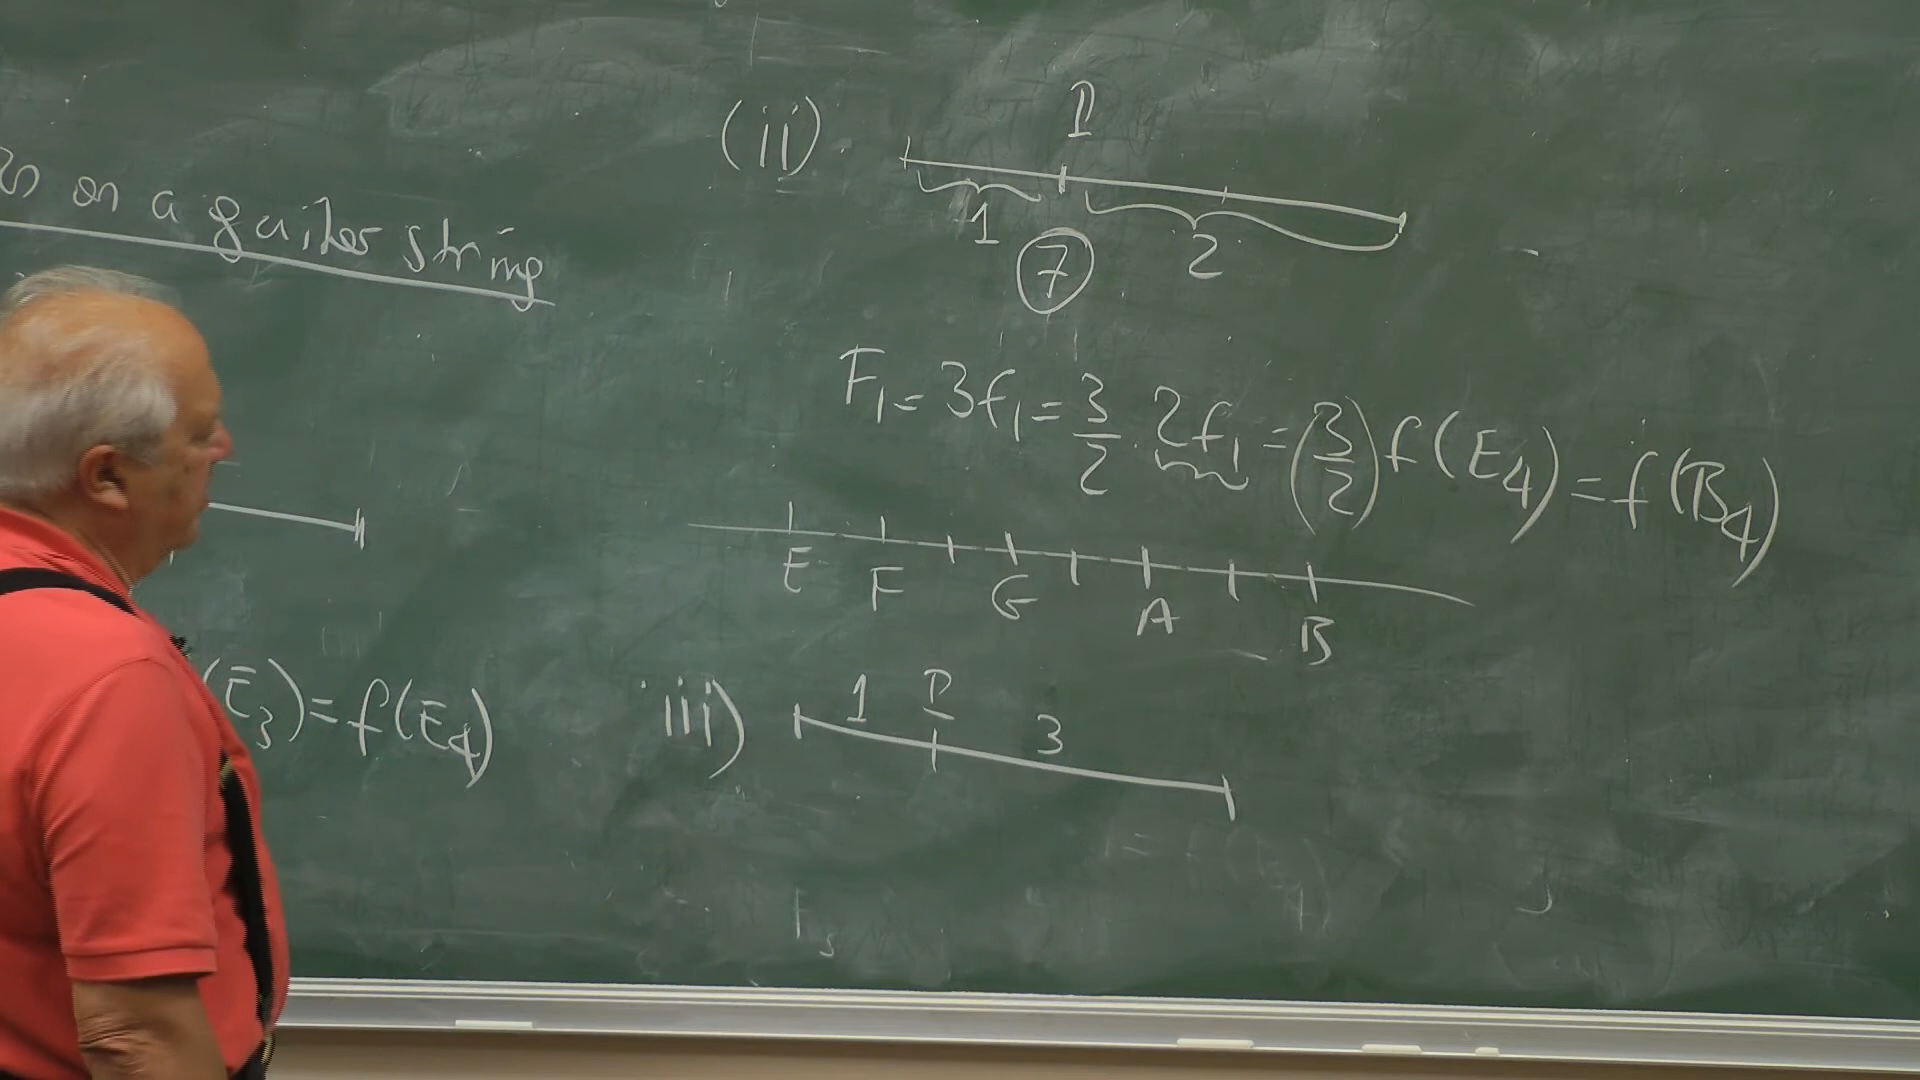 on a guitar string
(E₃) = f(E₄)
(ii) P
1 2
7
F₁ = 3f₁ = 3/2 · 2f₁ = (3/2) f(E₄) = f(B₄)
E F G A B
iii) 1 P 3